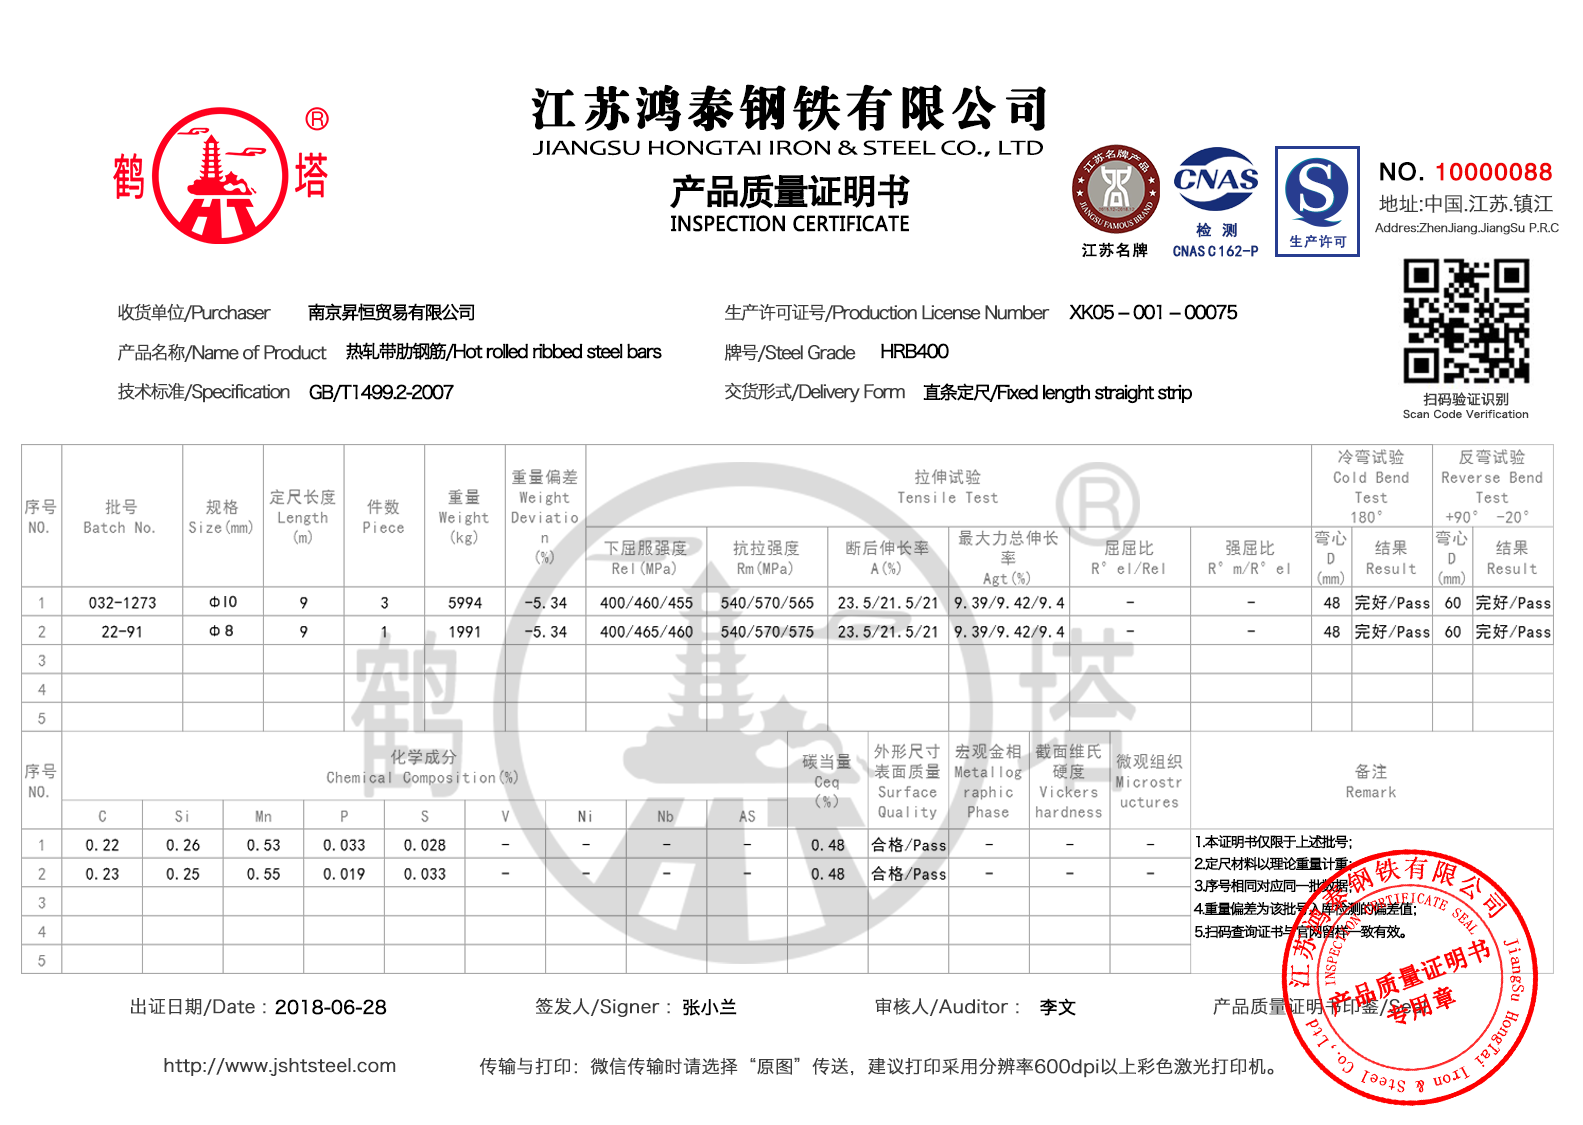 江苏鸿泰钢铁有限公司
JIANGSU HONGTAI IRON & STEEL CO., LTD
产品质量证明书
INSPECTION CERTIFICATE
鹤 塔 ®
江苏名牌产品
JIANGSU FAMOUS BRAND
江苏名牌
CNAS
检 测
CNAS C 162-P
S
生产许可
NO. 10000088
地址:中国.江苏.镇江
Addres:ZhenJiang.JiangSu P.R.C
扫码验证识别
Scan Code Verification
收货单位/Purchaser 南京昇恒贸易有限公司 生产许可证号/Production License Number XK05 – 001 – 00075
产品名称/Name of Product 热轧带肋钢筋/Hot rolled ribbed steel bars 牌号/Steel Grade HRB400
技术标准/Specification GB/T1499.2-2007 交货形式/Delivery Form 直条定尺/Fixed length straight strip
序号 NO. 批号 Batch No. 规格 Size(mm) 定尺长度 Length (m) 件数 Piece 重量 Weight (kg) 重量偏差 Weight Deviation (%) 拉伸试验 Tensile Test 冷弯试验 Cold Bend Test 180° 反弯试验 Reverse Bend Test +90° -20°
下屈服强度 Rel(MPa) 抗拉强度 Rm(MPa) 断后伸长率 A(%) 最大力总伸长率 Agt(%) 屈屈比 R°el/Rel 强屈比 R°m/R°el 弯心 D (mm) 结果 Result 弯心 D (mm) 结果 Result
1 032-1273 Φ10 9 3 5994 -5.34 400/460/455 540/570/565 23.5/21.5/21 9.39/9.42/9.4 - - 48 完好/Pass 60 完好/Pass
2 22-91 Φ8 9 1 1991 -5.34 400/465/460 540/570/575 23.5/21.5/21 9.39/9.42/9.4 - - 48 完好/Pass 60 完好/Pass
3
4
5
序号 NO. 化学成分 Chemical Composition(%) 碳当量 Ceq (%) 外形尺寸表面质量 Surface Quality 宏观金相 Metallographic Phase 截面维氏硬度 Vickers hardness 微观组织 Microstructures 备注 Remark
C Si Mn P S V Ni Nb AS
1 0.22 0.26 0.53 0.033 0.028 - - - - 0.48 合格/Pass - - -
2 0.23 0.25 0.55 0.019 0.033 - - - - 0.48 合格/Pass - - -
3
4
5
1.本证明书仅限于上述批号;
2.定尺材料以理论重量计重;
3.序号相同对应同一批数据;
4.重量偏差为该批号入库检测的偏差值;
5.扫码查询证书与官网留样一致有效。
出证日期/Date : 2018-06-28 签发人/Signer : 张小兰 审核人/Auditor : 李文 产品质量证明书印鉴/Seal
江苏鸿泰钢铁有限公司
INSPECTION CERTIFICATE SEAL
产品质量证明书
专用章
JiangSu HongTai Iron & Steel Co., Ltd
http://www.jshtsteel.com 传输与打印：微信传输时请选择“原图”传送，建议打印采用分辨率600dpi以上彩色激光打印机。
鹤 塔 ®